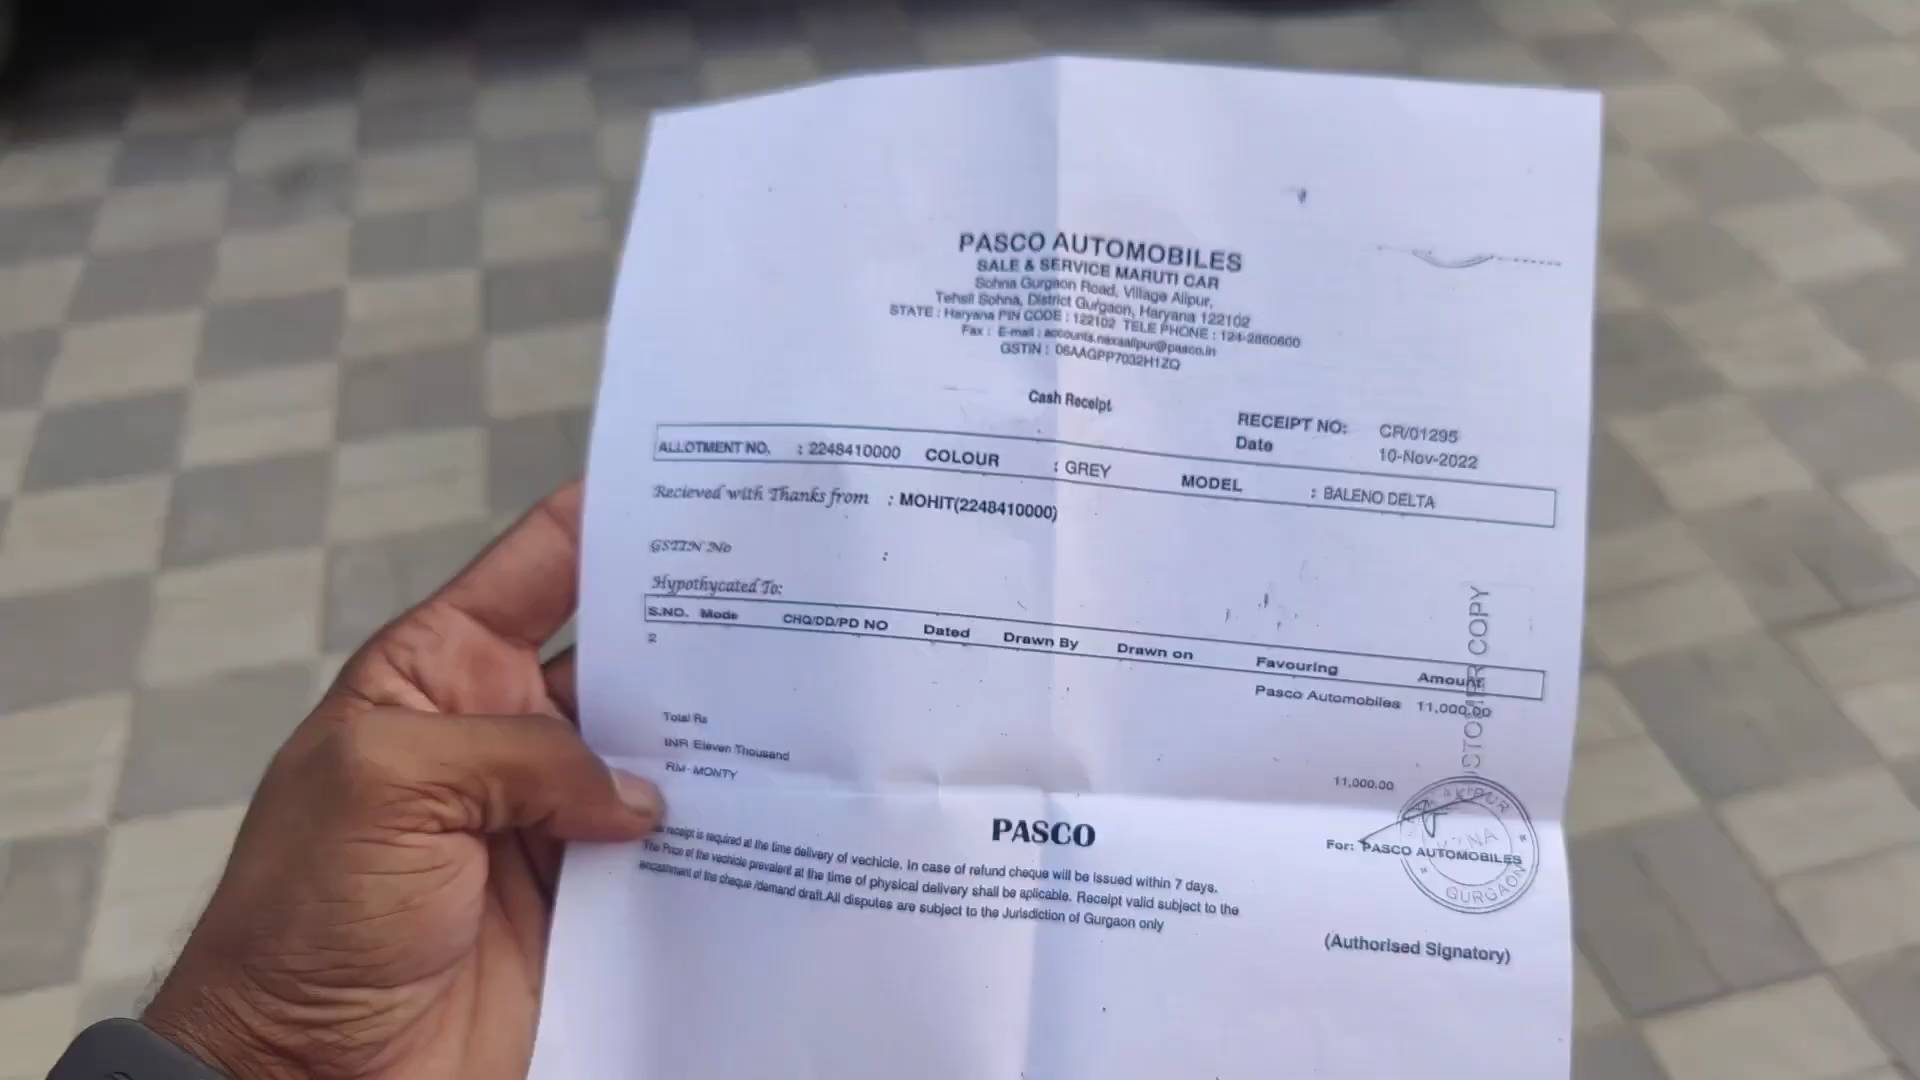 PASCO AUTOMOBILES
SALE & SERVICE MARUTI CAR
Sohna Gurgaon Road, Village Alipur,
Tehsil Sohna, District Gurgaon, Haryana 122102
STATE : Haryana PIN CODE : 122102 TELE PHONE : 124-2860600
Fax : E-mail : accounts.nexaalipur@pasco.in
GSTIN : 06AAGPP7032H1ZQ
Cash Receipt
RECEIPT NO: CR/01295
Date 10-Nov-2022
ALLOTMENT NO. : 2248410000 COLOUR : GREY MODEL : BALENO DELTA
Recieved with Thanks from : MOHIT(2248410000)
GSTIN No :
Hypothycated To:
S.NO. Mode CHQ/DD/PD NO Dated Drawn By Drawn on Favouring Amount
2 Pasco Automobiles 11,000.00
Total Rs 11,000.00
INR Eleven Thousand
RM- MONTY
PASCO
receipt is required at the time delivery of vechicle. In case of refund cheque will be issued within 7 days.
The Price of the vechicle prevalent at the time of physical delivery shall be aplicable. Receipt valid subject to the
encashment of the cheque /demand draft.All disputes are subject to the Jurisdiction of Gurgaon only
For: PASCO AUTOMOBILES
GURGAON
(Authorised Signatory)
COPY